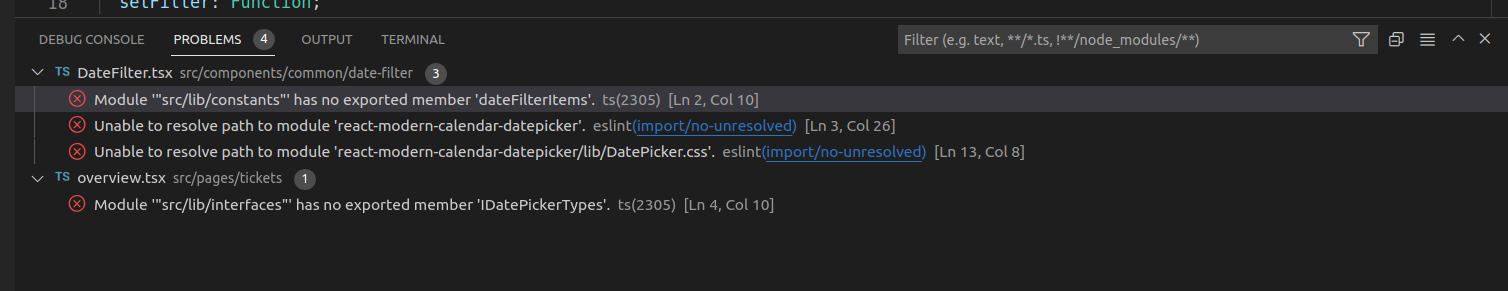 18 setFilter: Function;
DEBUG CONSOLE PROBLEMS 4 OUTPUT TERMINAL Filter (e.g. text, **/*.ts, !**/node_modules/**)
TS DateFilter.tsx src/components/common/date-filter 3
Module '"src/lib/constants"' has no exported member 'dateFilterItems'. ts(2305) [Ln 2, Col 10]
Unable to resolve path to module 'react-modern-calendar-datepicker'. eslint(import/no-unresolved) [Ln 3, Col 26]
Unable to resolve path to module 'react-modern-calendar-datepicker/lib/DatePicker.css'. eslint(import/no-unresolved) [Ln 13, Col 8]
TS overview.tsx src/pages/tickets 1
Module '"src/lib/interfaces"' has no exported member 'IDatePickerTypes'. ts(2305) [Ln 4, Col 10]